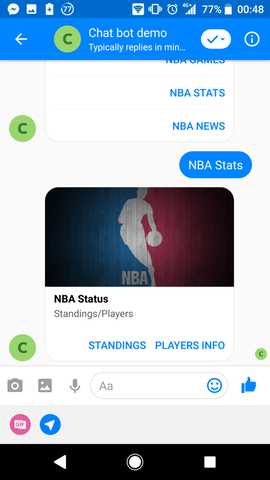 77
4G+
77%
00:48
Chat bot demo
Typically replies in min...
NBA GAMES
NBA STATS
NBA NEWS
C
NBA Stats
NBA
NBA Status
Standings/Players
C
STANDINGS PLAYERS INFO
C
Aa
GIF